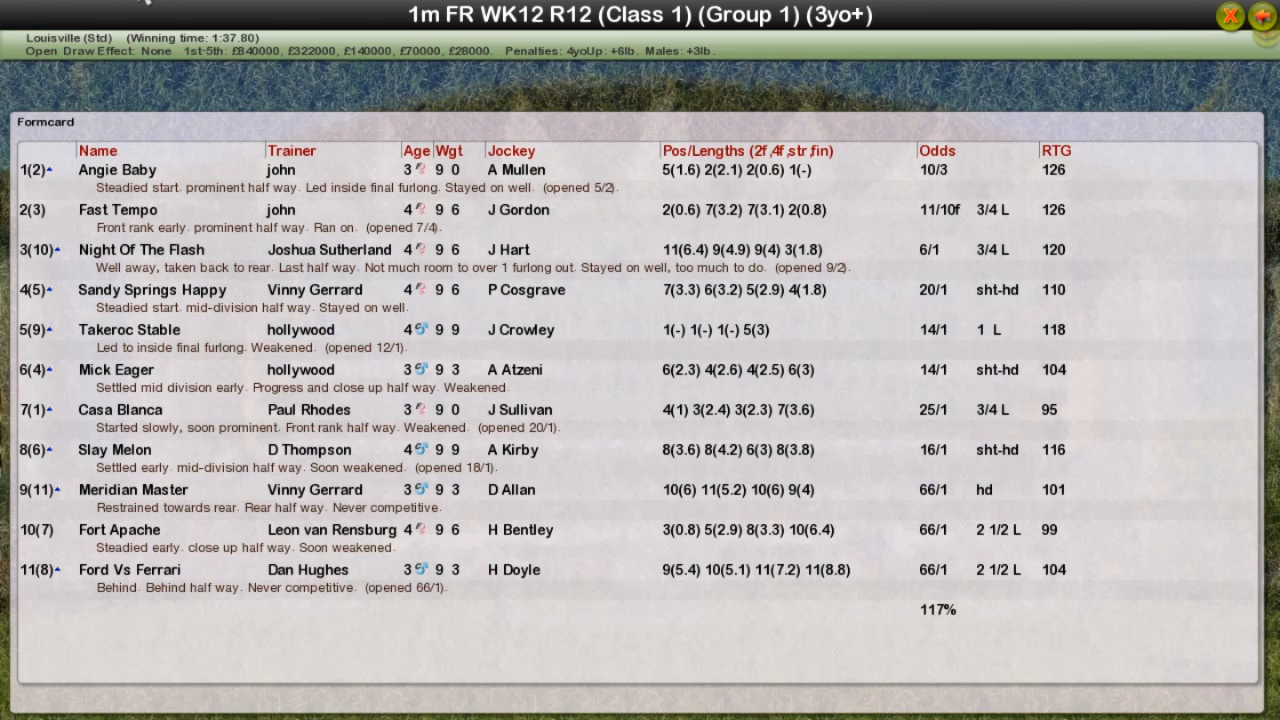 1m FR WK12 R12 (Class 1) (Group 1) (3yo+)
Louisville (Std) (Winning time: 1:37.80)
Open Draw Effect: None 1st-5th: £840000, £322000, £140000, £70000, £28000. Penalties: 4yoUp: +6lb. Males: +3lb.
Formcard
Name Trainer Age Wgt Jockey Pos/Lengths (2f,4f,str,fin) Odds RTG
1(2) Angie Baby john 3 9 0 A Mullen 5(1.6) 2(2.1) 2(0.6) 1(-) 10/3 126
Steadied start. prominent half way. Led inside final furlong. Stayed on well. (opened 5/2).
2(3) Fast Tempo john 4 9 6 J Gordon 2(0.6) 7(3.2) 7(3.1) 2(0.8) 11/10f 3/4 L 126
Front rank early. prominent half way. Ran on. (opened 7/4).
3(10) Night Of The Flash Joshua Sutherland 4 9 6 J Hart 11(6.4) 9(4.9) 9(4) 3(1.8) 6/1 3/4 L 120
Well away, taken back to rear. Last half way. Not much room to over 1 furlong out. Stayed on well, too much to do. (opened 9/2).
4(5) Sandy Springs Happy Vinny Gerrard 4 9 6 P Cosgrave 7(3.3) 6(3.2) 5(2.9) 4(1.8) 20/1 sht-hd 110
Steadied start. mid-division half way. Stayed on well.
5(9) Takeroc Stable hollywood 4 9 9 J Crowley 1(-) 1(-) 1(-) 5(3) 14/1 1 L 118
Led to inside final furlong. Weakened. (opened 12/1).
6(4) Mick Eager hollywood 3 9 3 A Atzeni 6(2.3) 4(2.6) 4(2.5) 6(3) 14/1 sht-hd 104
Settled mid division early. Progress and close up half way. Weakened.
7(1) Casa Blanca Paul Rhodes 3 9 0 J Sullivan 4(1) 3(2.4) 3(2.3) 7(3.6) 25/1 3/4 L 95
Started slowly, soon prominent. Front rank half way. Weakened. (opened 20/1).
8(6) Slay Melon D Thompson 4 9 9 A Kirby 8(3.6) 8(4.2) 6(3) 8(3.8) 16/1 sht-hd 116
Settled early. mid-division half way. Soon weakened. (opened 18/1).
9(11) Meridian Master Vinny Gerrard 3 9 3 D Allan 10(6) 11(5.2) 10(6) 9(4) 66/1 hd 101
Restrained towards rear. Rear half way. Never competitive.
10(7) Fort Apache Leon van Rensburg 4 9 6 H Bentley 3(0.8) 5(2.9) 8(3.3) 10(6.4) 66/1 2 1/2 L 99
Steadied early. close up half way. Soon weakened.
11(8) Ford Vs Ferrari Dan Hughes 3 9 3 H Doyle 9(5.4) 10(5.1) 11(7.2) 11(8.8) 66/1 2 1/2 L 104
Behind. Behind half way. Never competitive. (opened 66/1).
117%